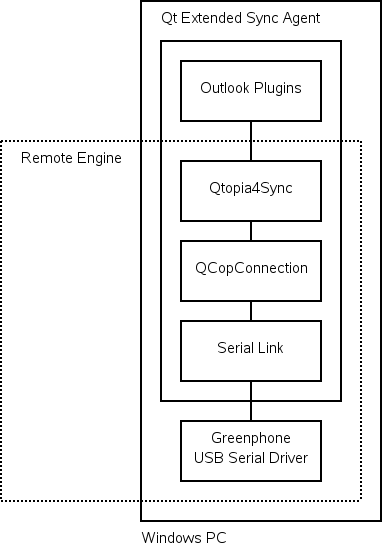 Qt Extended Sync Agent
Outlook Plugins
Remote Engine
Qtopia4Sync
QCopConnection
Serial Link
Greenphone
USB Serial Driver
Windows PC